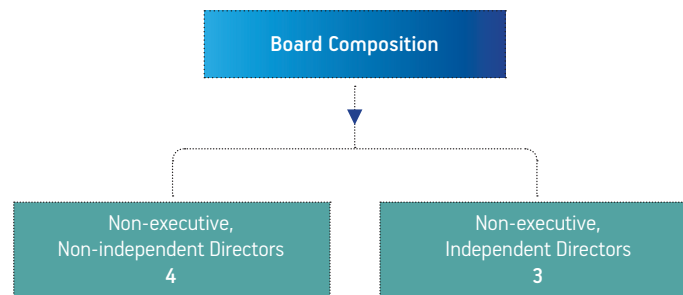 Board Composition
Non-executive,
Non-independent Directors
4
Non-executive,
Independent Directors
3